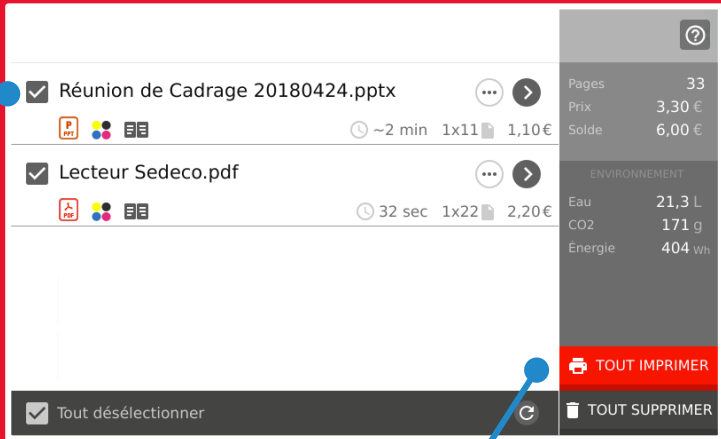 Réunion de Cadrage 20180424.pptx
P
PPT
~2 min 1x11 1,10€
Lecteur Sedeco.pdf
PDF
32 sec 1x22 2,20€
Tout désélectionner
?
Pages 33
Prix 3,30 €
Solde 6,00 €
ENVIRONNEMENT
Eau 21,3 L
CO2 171 g
Énergie 404 Wh
TOUT IMPRIMER
TOUT SUPPRIMER